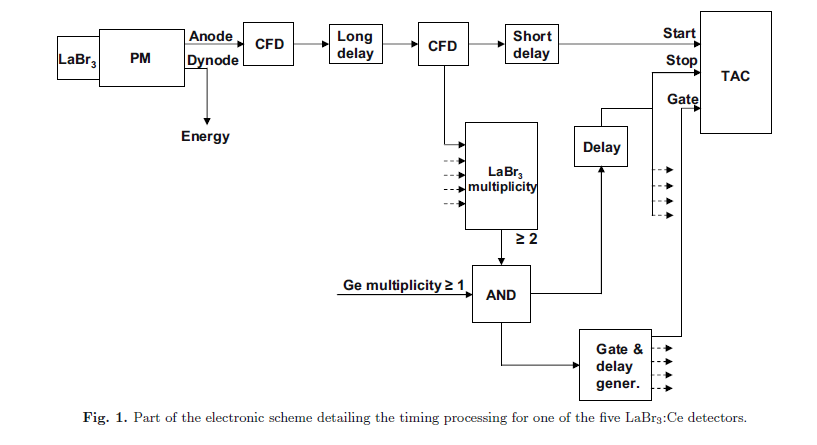 LaBr3
PM
Anode
Dynode
Energy
CFD
Long
delay
CFD
Short
delay
Start
Stop
Gate
TAC
LaBr3
multiplicity
≥ 2
Delay
Ge multiplicity ≥ 1
AND
Gate &
delay
gener.
Fig. 1. Part of the electronic scheme detailing the timing processing for one of the five LaBr3:Ce detectors.